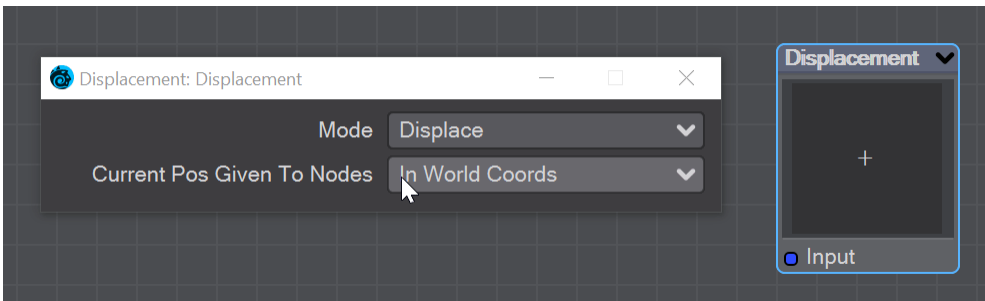 Displacement: Displacement
Mode
Displace
Current Pos Given To Nodes
In World Coords
Displacement
Input